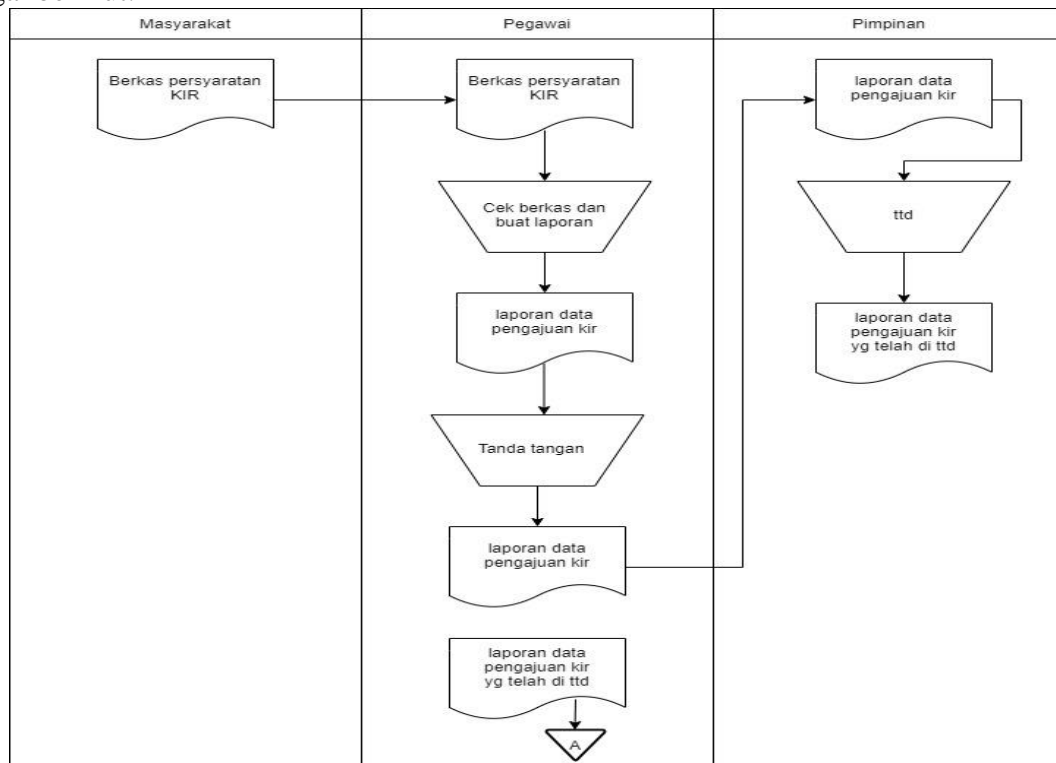 Masyarakat
Pegawai
Pimpinan
Berkas persyaratan
KIR
Berkas persyaratan
KIR
Cek berkas dan
buat laporan
laporan data
pengajuan kir
Tanda tangan
laporan data
pengajuan kir
laporan data
pengajuan kir
yg telah di ttd
A
laporan data
pengajuan kir
ttd
laporan data
pengajuan kir
yg telah di ttd